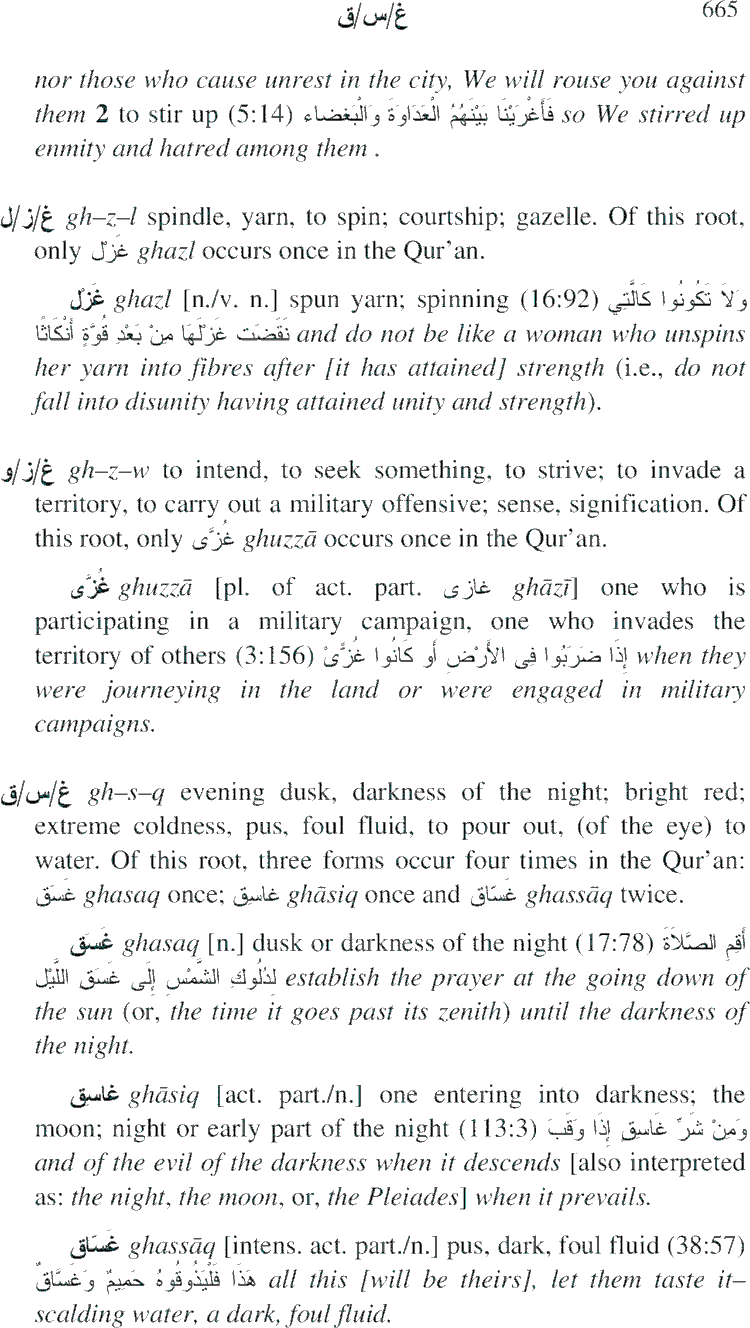 غ/س/ق 665
nor those who cause unrest in the city, We will rouse you against
them 2 to stir up (5:14) فَأَغْرَيْنَا بَيْنَهُمُ الْعَدَاوَةَ وَالْبَغضاء so We stirred up
enmity and hatred among them .
غ/ز/ل gh–z–l spindle, yarn, to spin; courtship; gazelle. Of this root,
only غَزلٌ ghazl occurs once in the Qur'an.
غَزلٌ ghazl [n./v. n.] spun yarn; spinning (16:92) وَلاَ تَكُونُوا كَالَّتِي
نَقَضَت غَزلَهَا مِنْ بَعْدِ قُوَّةٍ أَنْكَاثًا and do not be like a woman who unspins
her yarn into fibres after [it has attained] strength (i.e., do not
fall into disunity having attained unity and strength).
غ/ز/و gh–z–w to intend, to seek something, to strive; to invade a
territory, to carry out a military offensive; sense, signification. Of
this root, only غُزَّى ghuzzā occurs once in the Qur'an.
غُزَّى ghuzzā [pl. of act. part. غازى ghāzī] one who is
participating in a military campaign, one who invades the
territory of others (3:156) إِذَا ضَرَبُوا فِى الأَرْضِ أَو كَانُوا غُزًّىْ when they
were journeying in the land or were engaged in military
campaigns.
غ/س/ق gh–s–q evening dusk, darkness of the night; bright red;
extreme coldness, pus, foul fluid, to pour out, (of the eye) to
water. Of this root, three forms occur four times in the Qur'an:
غَسَق ghasaq once; غاسِق ghāsiq once and غَسَّاق ghassāq twice.
غَسَق ghasaq [n.] dusk or darkness of the night (17:78) أَقِمِ الصَّلاَةَ
لِدُلُوكِ الشَّمْسِ إِلَى غَسَقِ اللَّيْلِ establish the prayer at the going down of
the sun (or, the time it goes past its zenith) until the darkness of
the night.
غاسِق ghāsiq [act. part./n.] one entering into darkness; the
moon; night or early part of the night (113:3) وَمِنْ شَرِّ غَاسِقٍ إِذَا وَقَبَ
and of the evil of the darkness when it descends [also interpreted
as: the night, the moon, or, the Pleiades] when it prevails.
غَسَّاق ghassāq [intens. act. part./n.] pus, dark, foul fluid (38:57)
هَذَا فَلْيَذُوقُوهُ حَمِيمٌ وَغَسَّاقٌ all this [will be theirs], let them taste it–
scalding water, a dark, foul fluid.